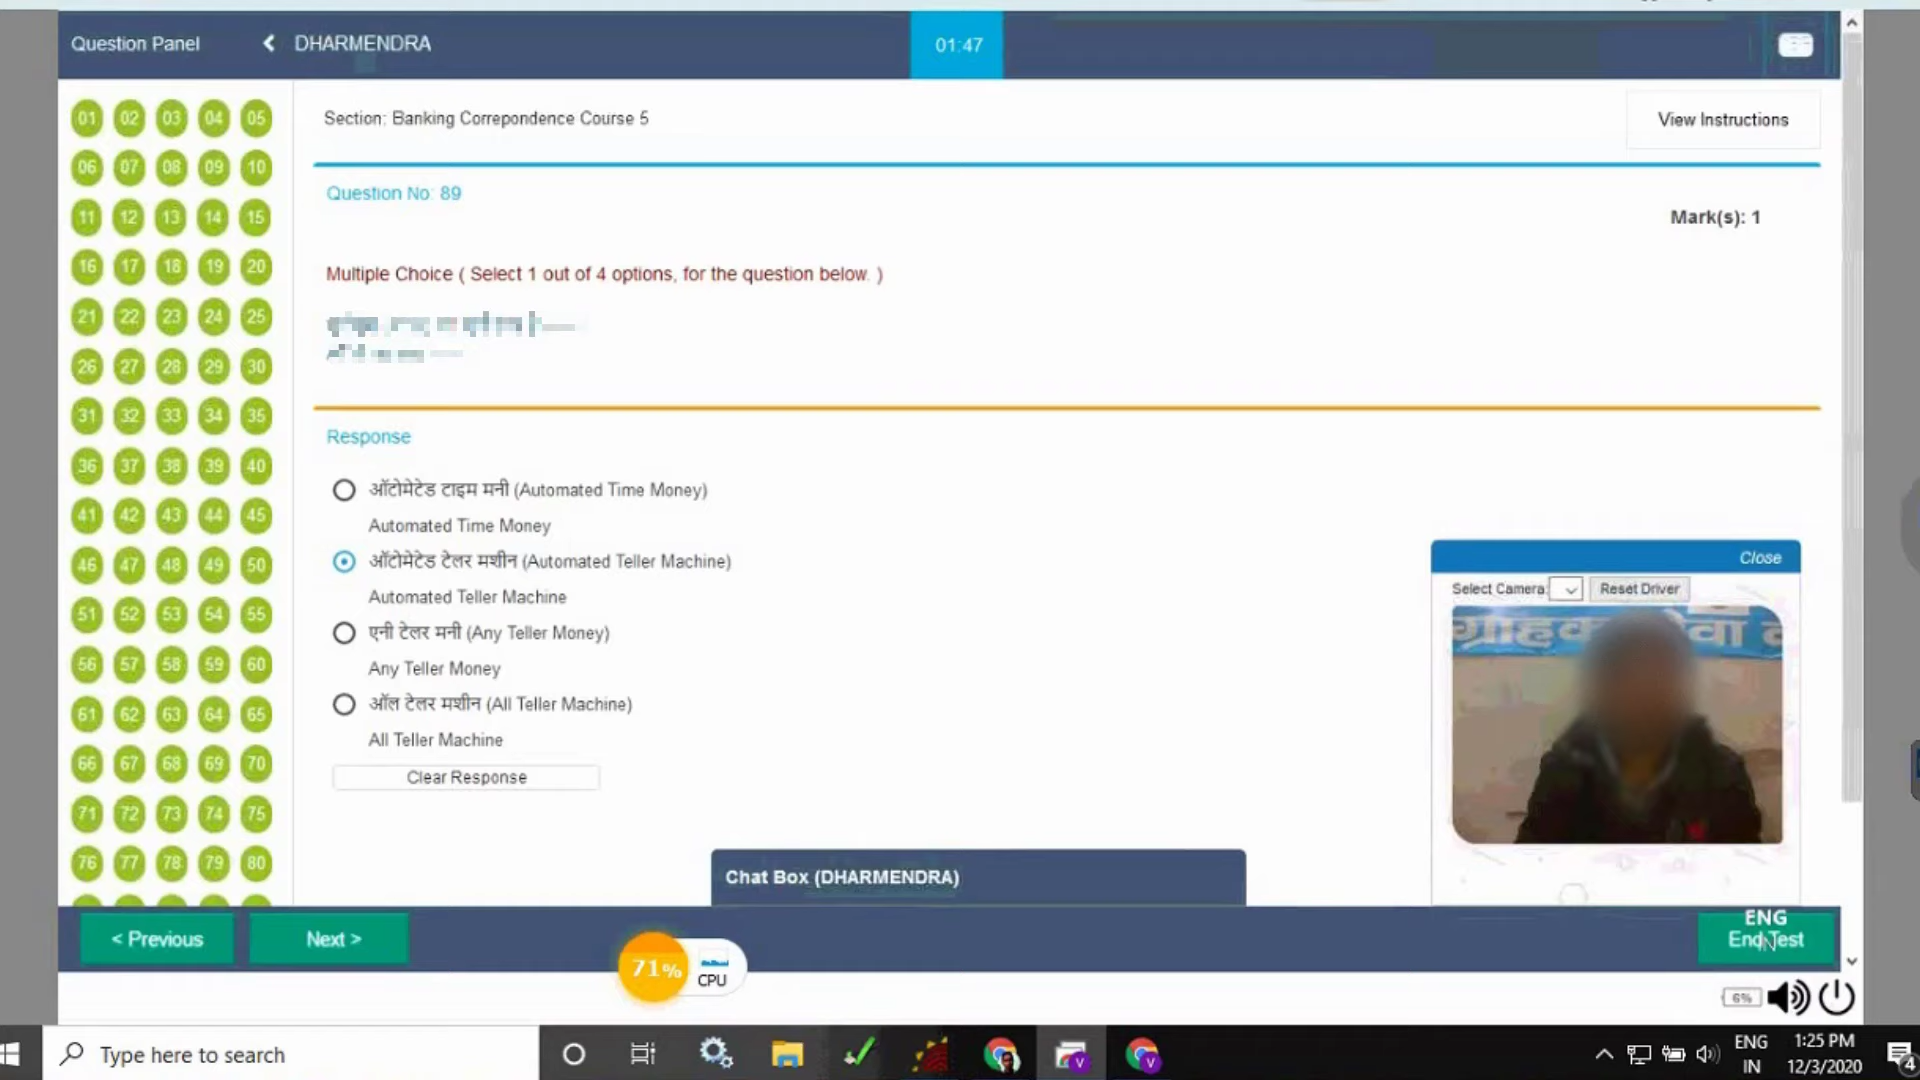 Question Panel
DHARMENDRA
01:47
01 02 03 04 05
06 07 08 09 10
11 12 13 14 15
16 17 18 19 20
21 22 23 24 25
26 27 28 29 30
31 32 33 34 35
36 37 38 39 40
41 42 43 44 45
46 47 48 49 50
51 52 53 54 55
56 57 58 59 60
61 62 63 64 65
66 67 68 69 70
71 72 73 74 75
76 77 78 79 80
Section: Banking Correpondence Course 5
View Instructions
Question No: 89
Mark(s): 1
Multiple Choice ( Select 1 out of 4 options, for the question below. )
Response
ऑटोमेटेड टाइम मनी (Automated Time Money)
Automated Time Money
ऑटोमेटेड टेलर मशीन (Automated Teller Machine)
Automated Teller Machine
एनी टेलर मनी (Any Teller Money)
Any Teller Money
ऑल टेलर मशीन (All Teller Machine)
All Teller Machine
Clear Response
Close
Select Camera:
Reset Driver
Chat Box (DHARMENDRA)
< Previous
Next >
ENG
End Test
71%
CPU
6%
Type here to search
ENG
IN
1:25 PM
12/3/2020
4